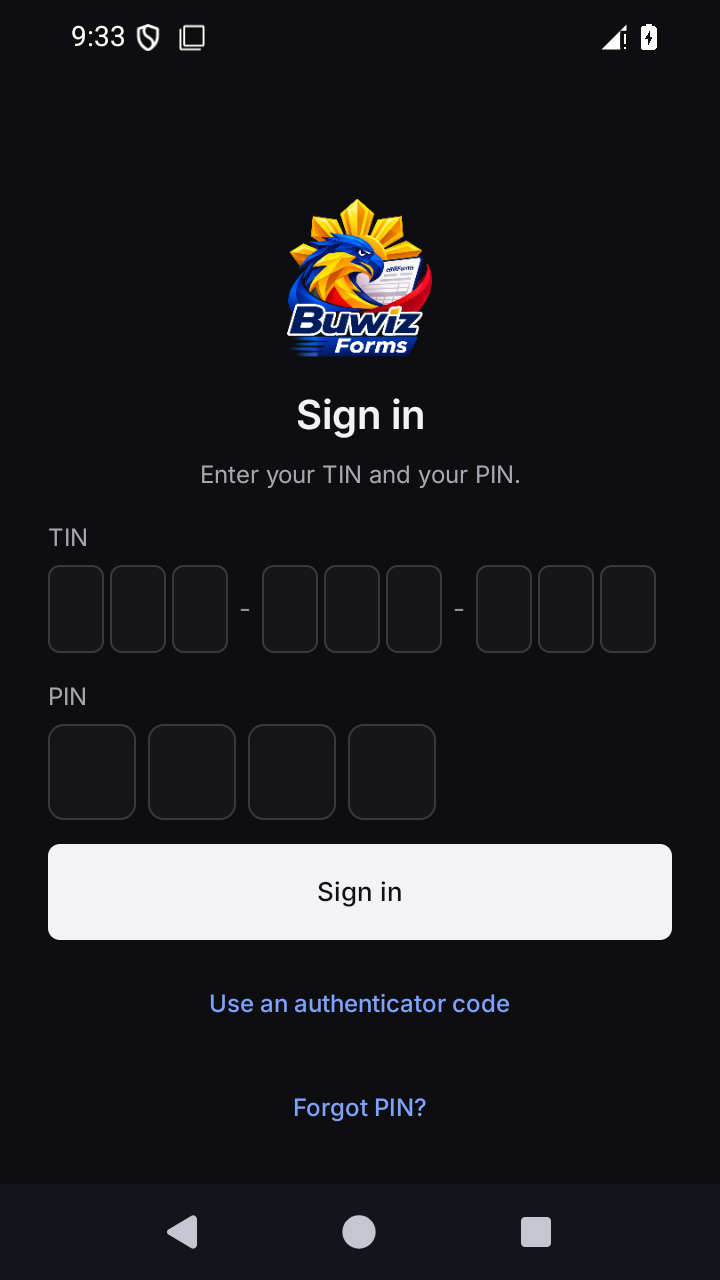 9:33
eBIRForms
Buwiz
Forms
Sign in
Enter your TIN and your PIN.
TIN
-
-
PIN
Sign in
Use an authenticator code
Forgot PIN?